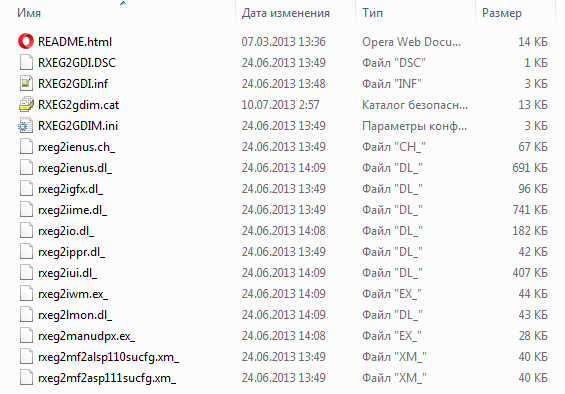 Имя Дата изменения Тип Размер
README.html 07.03.2013 13:36 Opera Web Docu... 14 КБ
RXEG2GDI.DSC 24.06.2013 13:49 Файл "DSC" 1 КБ
RXEG2GDI.inf 24.06.2013 13:48 Файл "INF" 3 КБ
RXEG2gdim.cat 10.07.2013 2:57 Каталог безопасн... 13 КБ
RXEG2GDIM.ini 24.06.2013 13:49 Параметры конф... 3 КБ
rxeg2ienus.ch_ 24.06.2013 13:49 Файл "CH_" 67 КБ
rxeg2ienus.dl_ 24.06.2013 14:09 Файл "DL_" 691 КБ
rxeg2igfx.dl_ 24.06.2013 13:49 Файл "DL_" 96 КБ
rxeg2iime.dl_ 24.06.2013 13:49 Файл "DL_" 741 КБ
rxeg2io.dl_ 24.06.2013 14:08 Файл "DL_" 182 КБ
rxeg2ippr.dl_ 24.06.2013 13:49 Файл "DL_" 42 КБ
rxeg2iui.dl_ 24.06.2013 14:09 Файл "DL_" 407 КБ
rxeg2iwm.ex_ 24.06.2013 14:09 Файл "EX_" 44 КБ
rxeg2lmon.dl_ 24.06.2013 14:09 Файл "DL_" 43 КБ
rxeg2manudpx.ex_ 24.06.2013 14:08 Файл "EX_" 28 КБ
rxeg2mf2alsp110sucfg.xm_ 24.06.2013 13:49 Файл "XM_" 40 КБ
rxeg2mf2asp111sucfg.xm_ 24.06.2013 13:49 Файл "XM_" 40 КБ